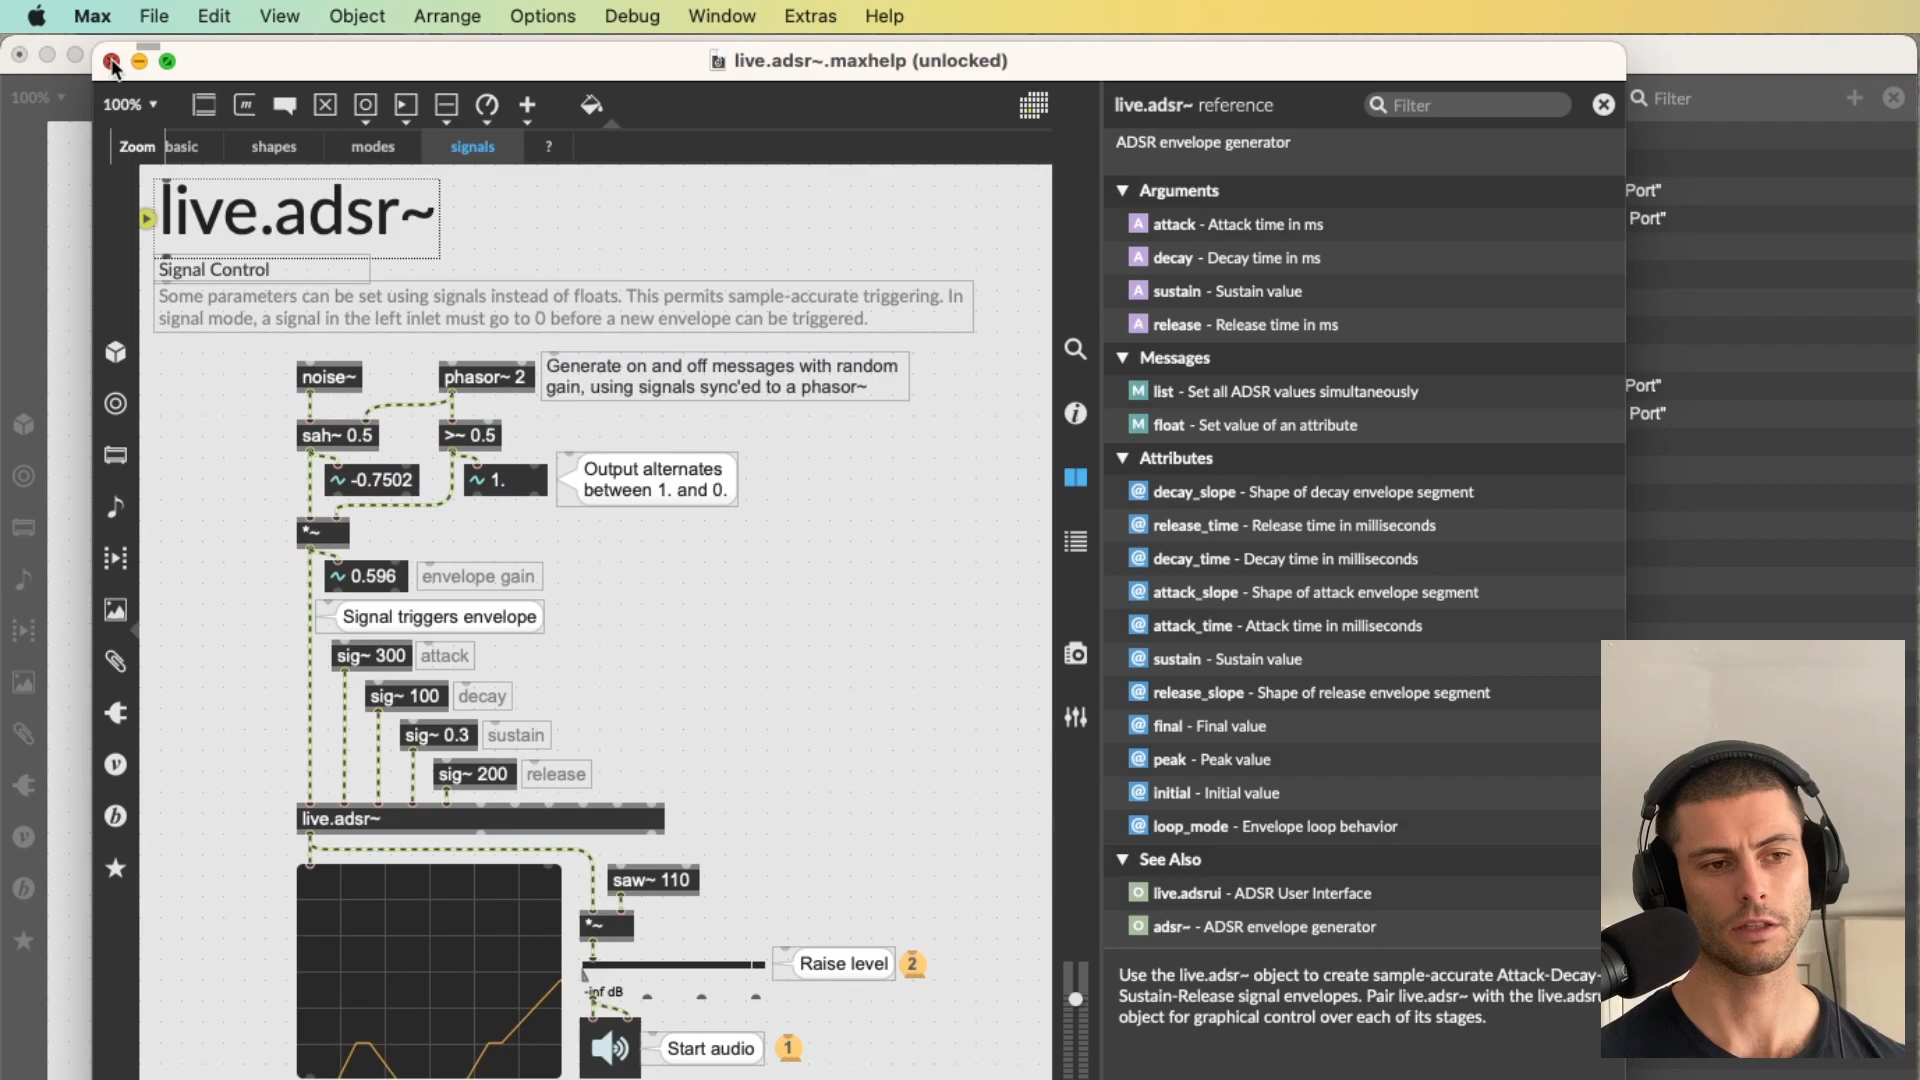 Max File Edit View Object Arrange Options Debug Window Extras Help
live.adsr~.maxhelp (unlocked)
100%
100%
live.adsr~ reference
Filter
Filter
Zoom basic shapes modes signals ?
ADSR envelope generator
live.adsr~
Signal Control
Some parameters can be set using signals instead of floats. This permits sample-accurate triggering. In
signal mode, a signal in the left inlet must go to 0 before a new envelope can be triggered.
noise~
phasor~ 2
Generate on and off messages with random
gain, using signals sync'ed to a phasor~
sah~ 0.5
>~ 0.5
~ -0.7502
~ 1.
Output alternates
between 1. and 0.
*~
~ 0.596
envelope gain
Signal triggers envelope
sig~ 300 attack
sig~ 100 decay
sig~ 0.3 sustain
sig~ 200 release
live.adsr~
saw~ 110
*~
Raise level 2
-inf dB
Start audio 1
Arguments
A attack - Attack time in ms
A decay - Decay time in ms
A sustain - Sustain value
A release - Release time in ms
Messages
M list - Set all ADSR values simultaneously
M float - Set value of an attribute
Attributes
@ decay_slope - Shape of decay envelope segment
@ release_time - Release time in milliseconds
@ decay_time - Decay time in milliseconds
@ attack_slope - Shape of attack envelope segment
@ attack_time - Attack time in milliseconds
@ sustain - Sustain value
@ release_slope - Shape of release envelope segment
@ final - Final value
@ peak - Peak value
@ initial - Initial value
@ loop_mode - Envelope loop behavior
See Also
O live.adsrui - ADSR User Interface
O adsr~ - ADSR envelope generator
Use the live.adsr~ object to create sample-accurate Attack-Decay-
Sustain-Release signal envelopes. Pair live.adsr~ with the live.adsru
object for graphical control over each of its stages.
Port"
Port"
Port"
Port"